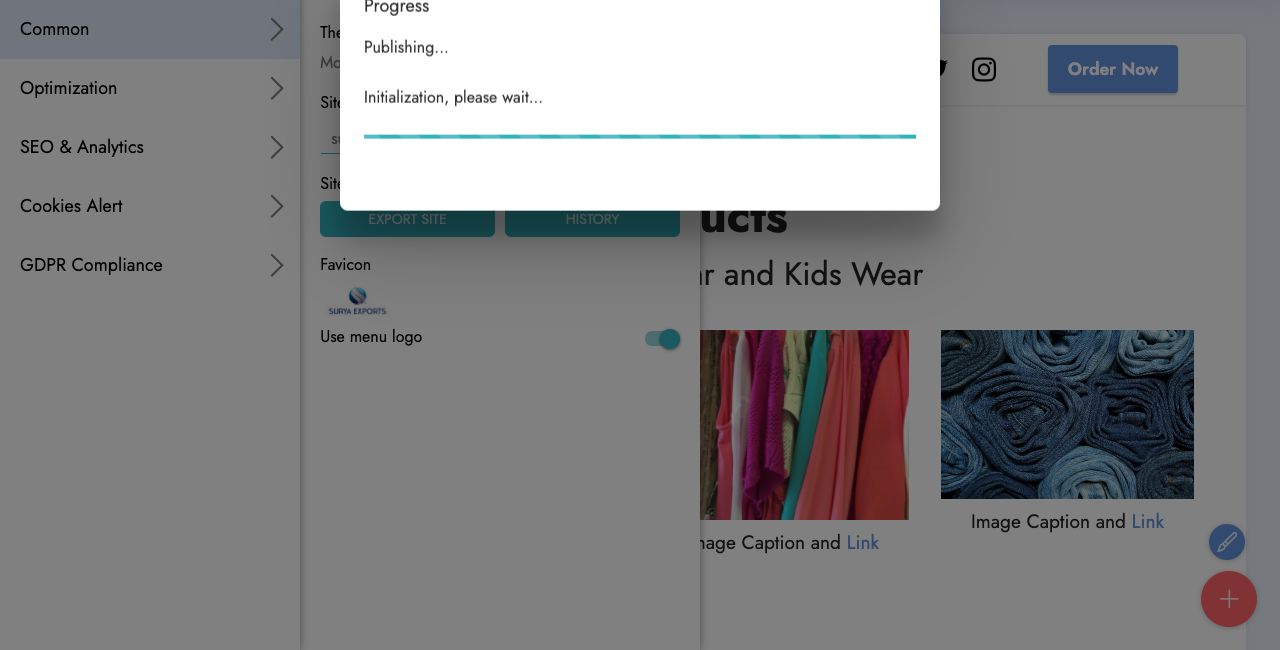 Common
Optimization
SEO & Analytics
Cookies Alert
GDPR Compliance
Progress
Publishing...
Initialization, please wait...
The
Site
Site
EXPORT SITE
HISTORY
Favicon
SURYA EXPORTS
Use menu logo
Order Now
ucts
ar and Kids Wear
mage Caption and Link
Image Caption and Link